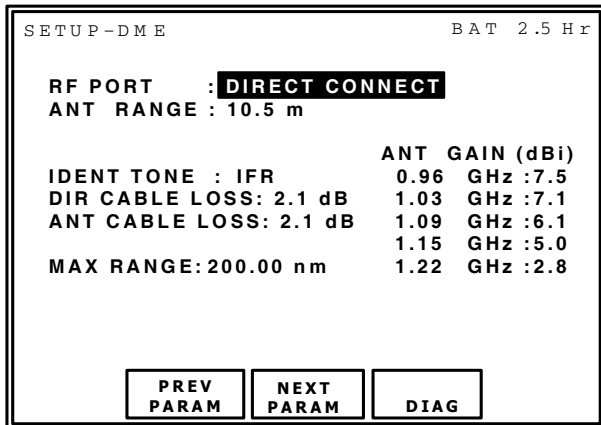 SETUP-DME BAT 2.5 Hr
RF PORT : DIRECT CONNECT
ANT RANGE : 10.5 m
ANT GAIN (dBi)
IDENT TONE : IFR 0.96 GHz :7.5
DIR CABLE LOSS: 2.1 dB 1.03 GHz :7.1
ANT CABLE LOSS: 2.1 dB 1.09 GHz :6.1
1.15 GHz :5.0
MAX RANGE: 200.00 nm 1.22 GHz :2.8
PREV NEXT
PARAM PARAM DIAG